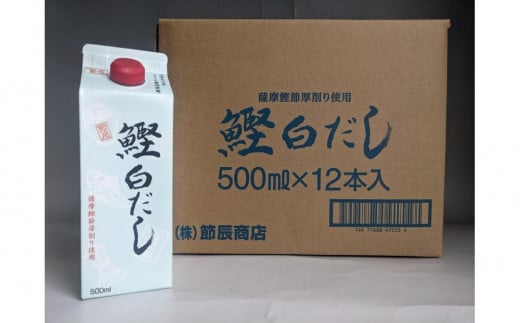 鰹白だし
薩摩鰹節厚削り使用
500ml
薩摩鰹節厚削り使用
鰹白だし
500ml×12本入
(株)節辰商店